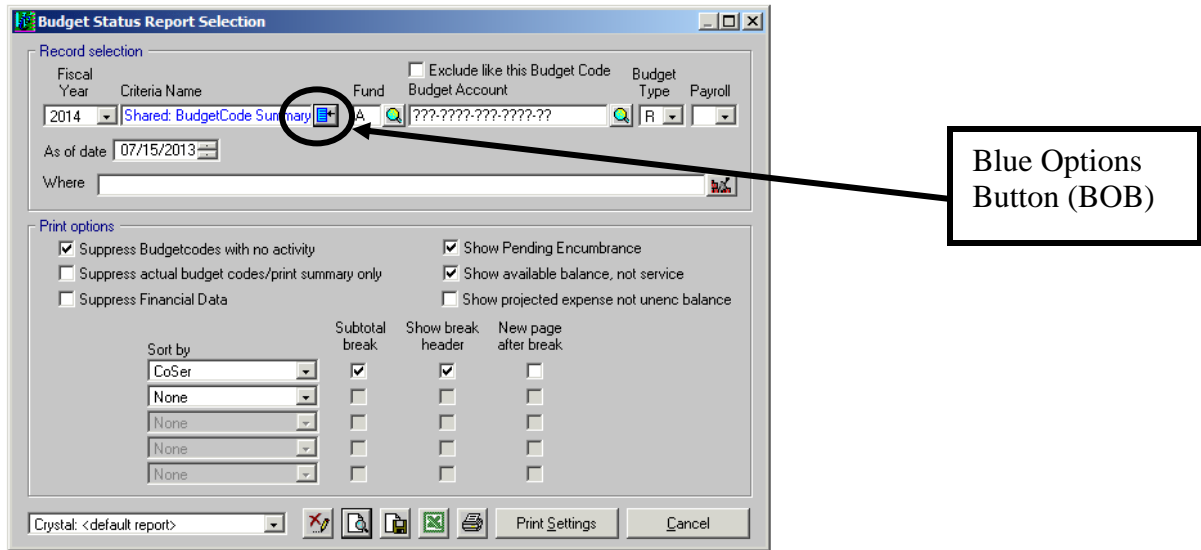 Budget Status Report Selection
Record selection
Exclude like this Budget Code
Fiscal Year Criteria Name Fund Budget Account Budget Type Payroll
2014 Shared: BudgetCode Summary A ???-????-???-????-?? R
As of date 07/15/2013
Where
Blue Options
Button (BOB)
Print options
Suppress Budgetcodes with no activity Show Pending Encumbrance
Suppress actual budget codes/print summary only Show available balance, not service
Suppress Financial Data Show projected expense not unenc balance
Sort by Subtotal break Show break header New page after break
CoSer
None
None
None
None
Crystal: <default report> Print Settings Cancel